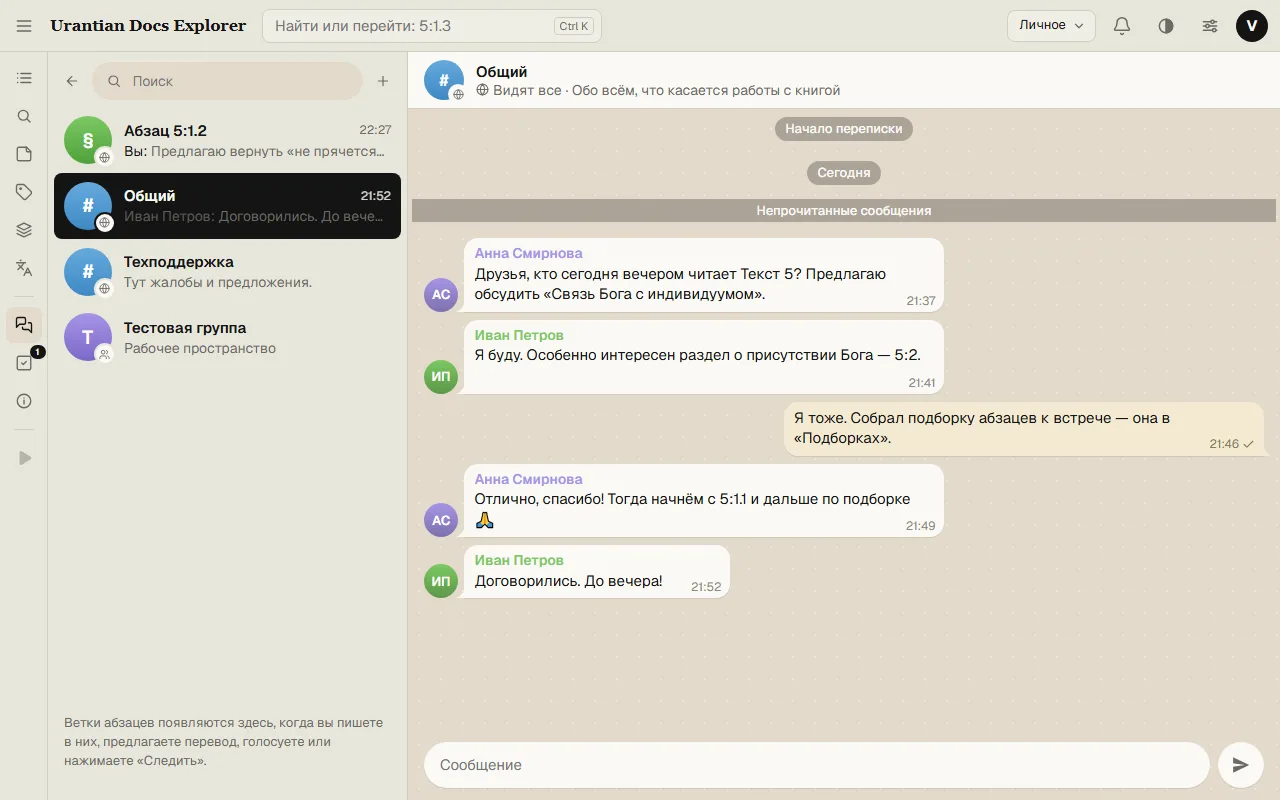 Urantian Docs Explorer
Найти или перейти: 5:1.3
Ctrl K
Личное
V
Поиск
§
Абзац 5:1.2
22:27
Вы: Предлагаю вернуть «не прячется…
#
Общий
21:52
Иван Петров: Договорились. До вече…
#
Техподдержка
Тут жалобы и предложения.
Т
Тестовая группа
Рабочее пространство
1
Ветки абзацев появляются здесь, когда вы пишете
в них, предлагаете перевод, голосуете или
нажимаете «Следить».
#
Общий
Видят все · Обо всём, что касается работы с книгой
Начало переписки
Сегодня
Непрочитанные сообщения
Анна Смирнова
Друзья, кто сегодня вечером читает Текст 5? Предлагаю
обсудить «Связь Бога с индивидуумом».
21:37
АС
Иван Петров
Я буду. Особенно интересен раздел о присутствии Бога — 5:2.
21:41
ИП
Я тоже. Собрал подборку абзацев к встрече — она в
«Подборках».
21:46
Анна Смирнова
Отлично, спасибо! Тогда начнём с 5:1.1 и дальше по подборке
🙏
21:49
АС
Иван Петров
Договорились. До вечера!
21:52
ИП
Сообщение